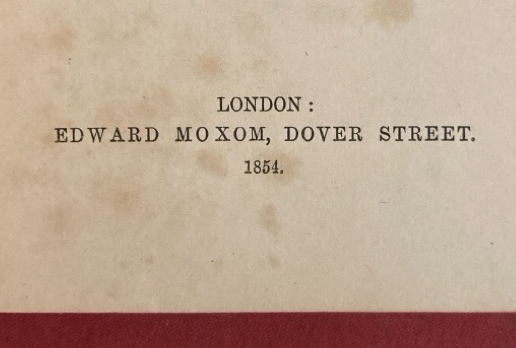 LONDON :
EDWARD MOXOM, DOVER STREET.
1854.